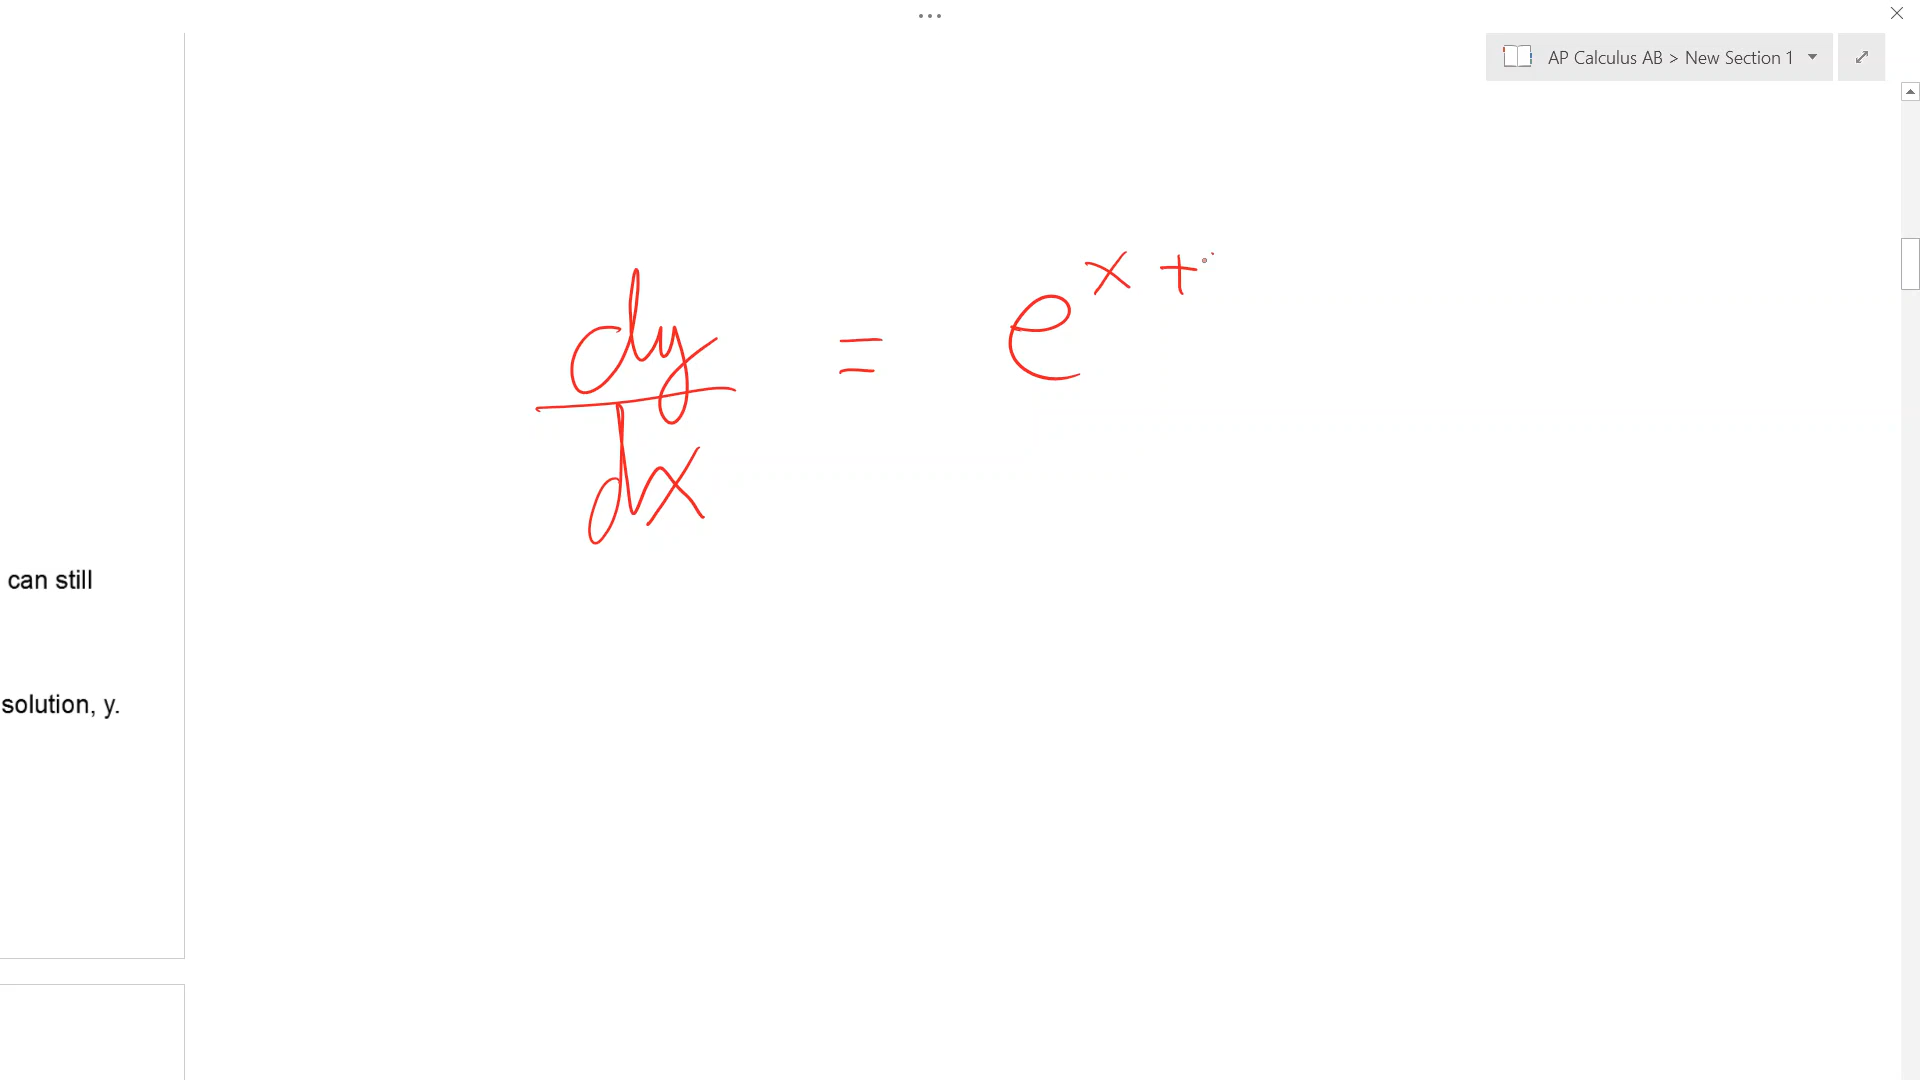 AP Calculus AB > New Section 1
dy/dx = e^{x +
can still
solution, y.